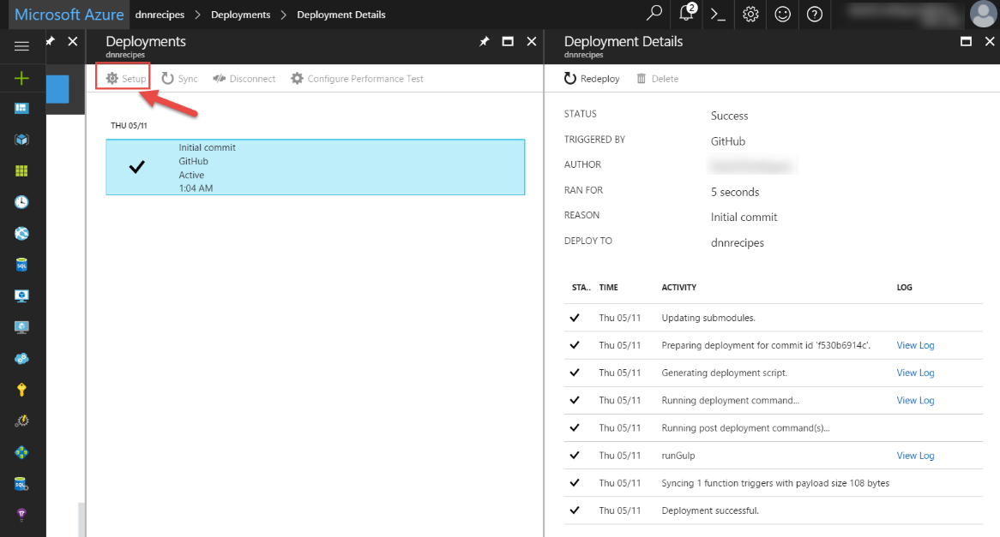 Microsoft Azure dnnrecipes > Deployments > Deployment Details
2
Deployments
dnnrecipes
Setup Sync Disconnect Configure Performance Test
THU 05/11
Initial commit
GitHub
Active
1:04 AM
Deployment Details
dnnrecipes
Redeploy Delete
STATUS Success
TRIGGERED BY GitHub
AUTHOR
RAN FOR 5 seconds
REASON Initial commit
DEPLOY TO dnnrecipes
STA.. TIME ACTIVITY LOG
Thu 05/11 Updating submodules.
Thu 05/11 Preparing deployment for commit id 'f530b6914c'. View Log
Thu 05/11 Generating deployment script. View Log
Thu 05/11 Running deployment command... View Log
Thu 05/11 Running post deployment command(s)...
Thu 05/11 runGulp View Log
Thu 05/11 Syncing 1 function triggers with payload size 108 bytes
Thu 05/11 Deployment successful.
SQL
SQL